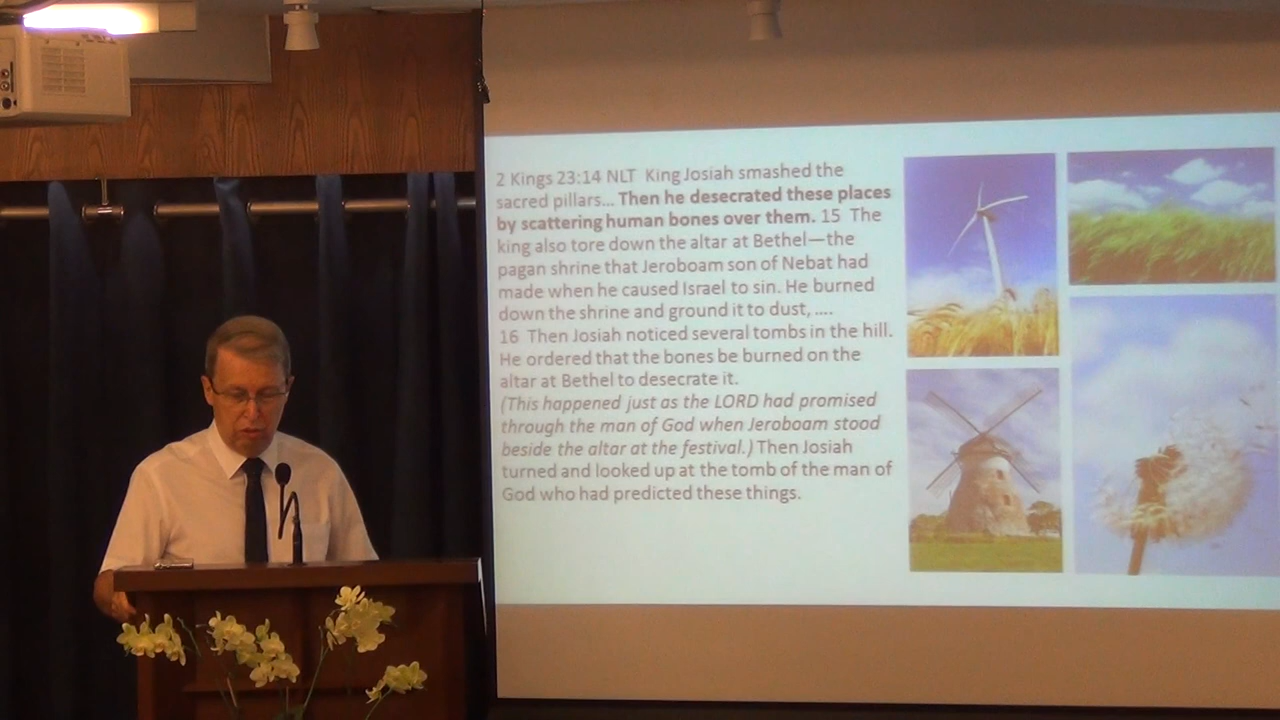 2 Kings 23:14 NLT  King Josiah smashed the
sacred pillars... Then he desecrated these places
by scattering human bones over them. 15  The
king also tore down the altar at Bethel—the
pagan shrine that Jeroboam son of Nebat had
made when he caused Israel to sin. He burned
down the shrine and ground it to dust, ....
16  Then Josiah noticed several tombs in the hill.
He ordered that the bones be burned on the
altar at Bethel to desecrate it.
(This happened just as the LORD had promised
through the man of God when Jeroboam stood
beside the altar at the festival.) Then Josiah
turned and looked up at the tomb of the man of
God who had predicted these things.